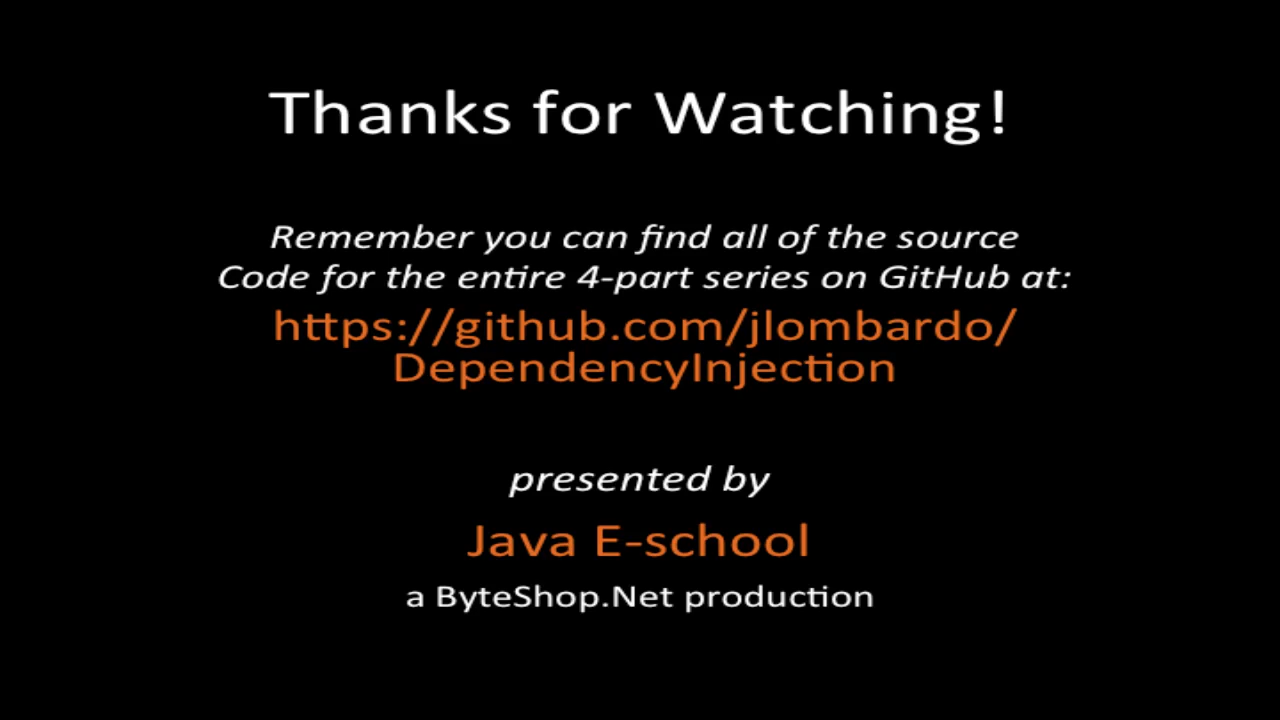 Thanks for Watching!
Remember you can find all of the source
Code for the entire 4-part series on GitHub at:
https://github.com/jlombardo/
DependencyInjection
presented by
Java E-school
a ByteShop.Net production